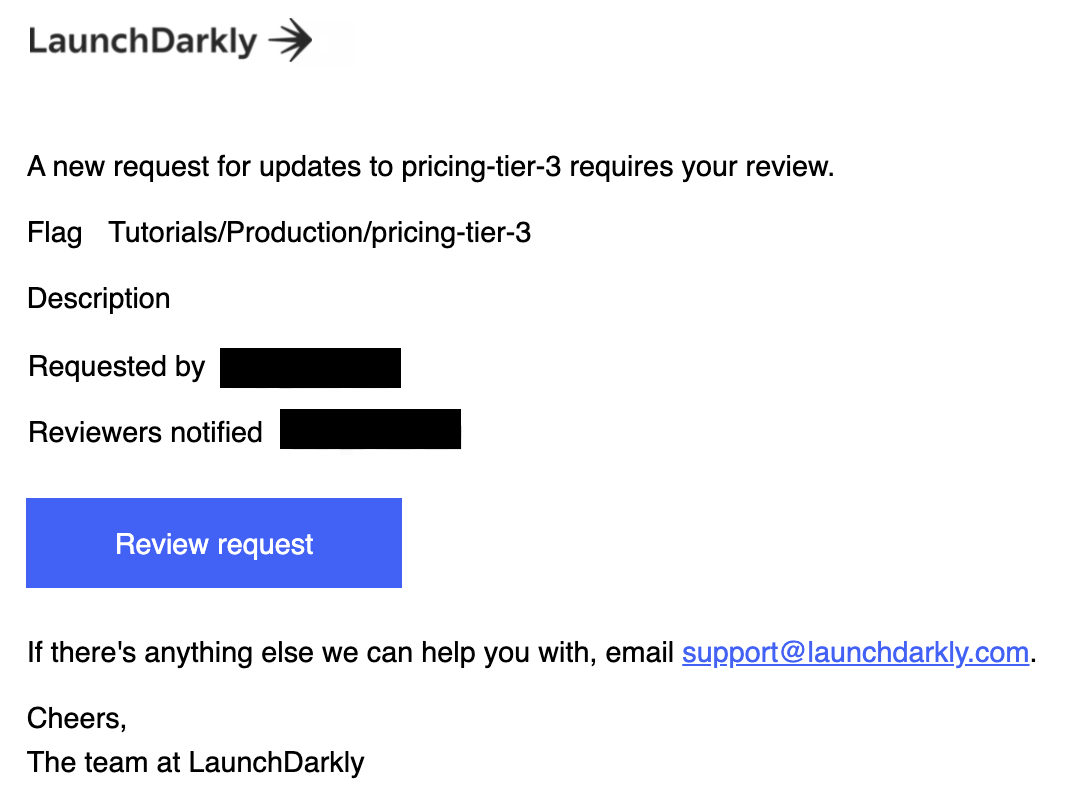 LaunchDarkly
A new request for updates to pricing-tier-3 requires your review.
Flag Tutorials/Production/pricing-tier-3
Description
Requested by
Reviewers notified
Review request
If there's anything else we can help you with, email support@launchdarkly.com.
Cheers,
The team at LaunchDarkly